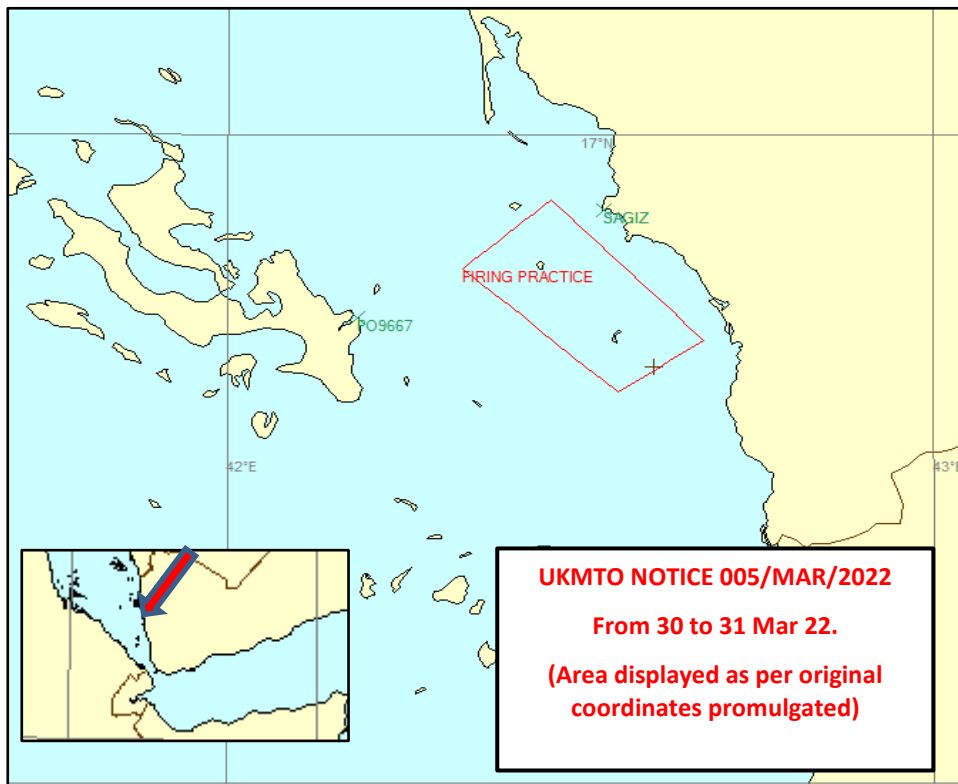 17°N
SAGIZ
FIRING PRACTICE
PO9667
42°E
43°E
UKMTO NOTICE 005/MAR/2022
From 30 to 31 Mar 22.
(Area displayed as per original
coordinates promulgated)